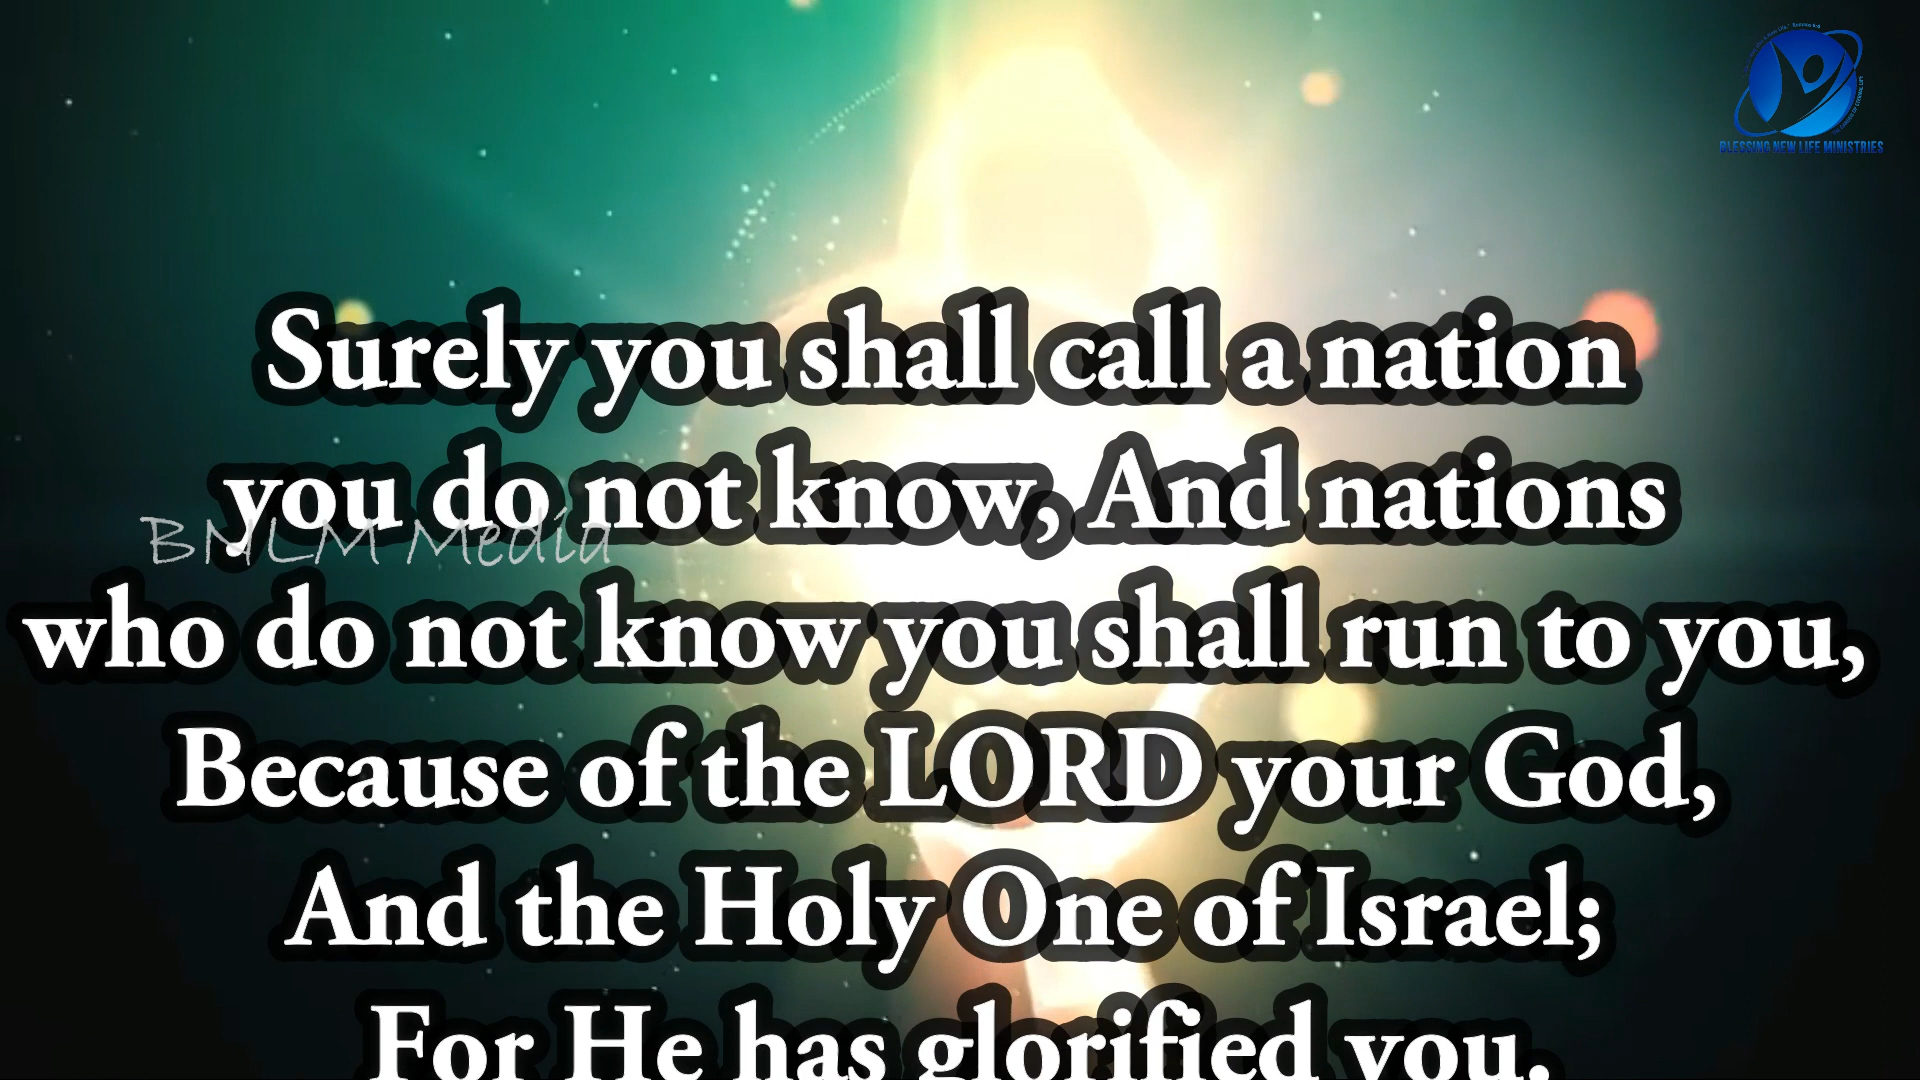 BLESSING NEW LIFE MINISTRIES
Surely you shall call a nation
you do not know, And nations
BNLM Media
who do not know you shall run to you,
Because of the LORD your God,
And the Holy One of Israel;
For He has glorified you.